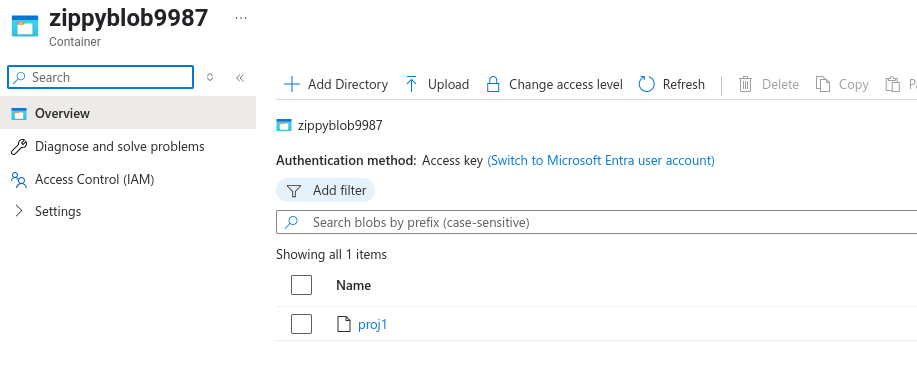 zippyblob9987 ...
Container
Search
Add Directory Upload Change access level Refresh Delete Copy Pa
Overview
zippyblob9987
Diagnose and solve problems
Authentication method: Access key (Switch to Microsoft Entra user account)
Access Control (IAM)
Add filter
Settings
Search blobs by prefix (case-sensitive)
Showing all 1 items
Name
proj1